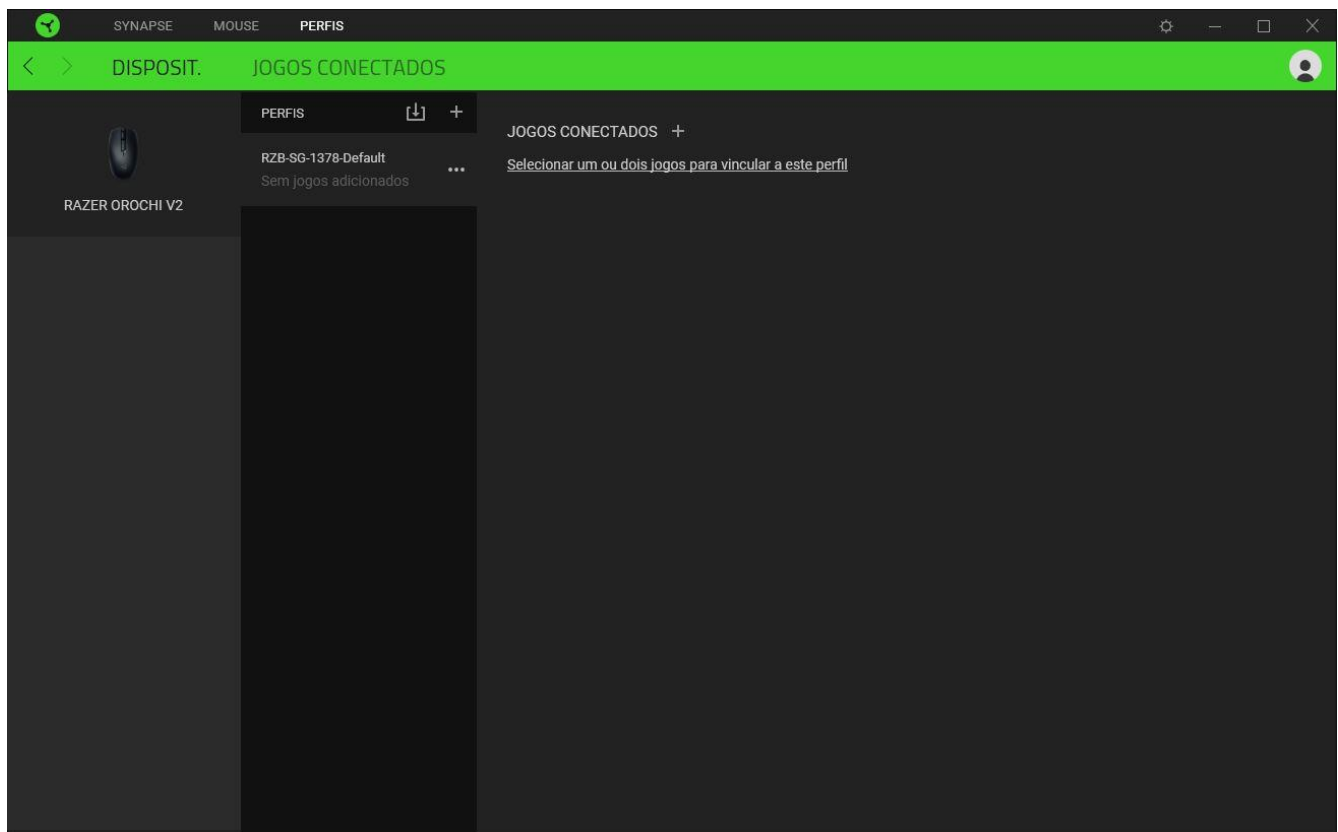 SYNAPSE MOUSE PERFIS
DISPOSIT. JOGOS CONECTADOS
PERFIS
RZB-SG-1378-Default
Sem jogos adicionados
RAZER OROCHI V2
JOGOS CONECTADOS +
Selecionar um ou dois jogos para vincular a este perfil